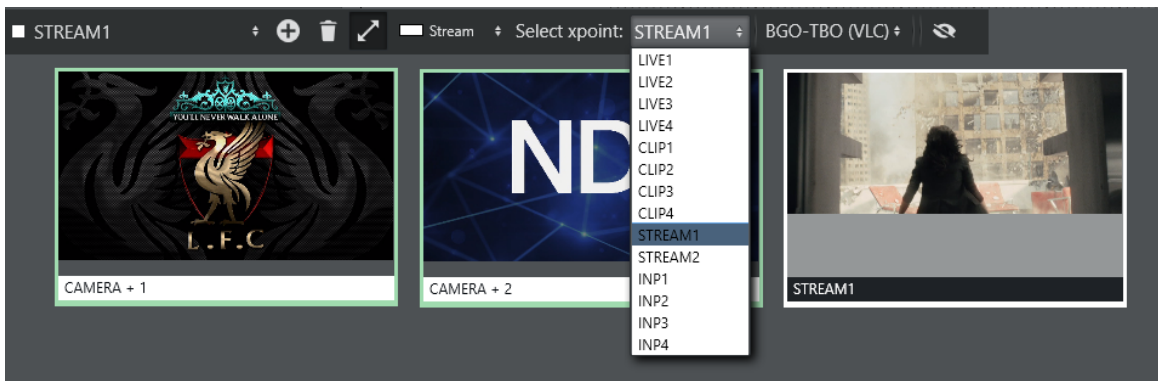 STREAM1
Stream
Select xpoint:
STREAM1
BGO-TBO (VLC)
LIVE1
LIVE2
LIVE3
LIVE4
CLIP1
CLIP2
CLIP3
CLIP4
STREAM1
STREAM2
INP1
INP2
INP3
INP4
YOU'LL NEVER WALK ALONE
L.F.C
CAMERA + 1
ND
CAMERA + 2
STREAM1